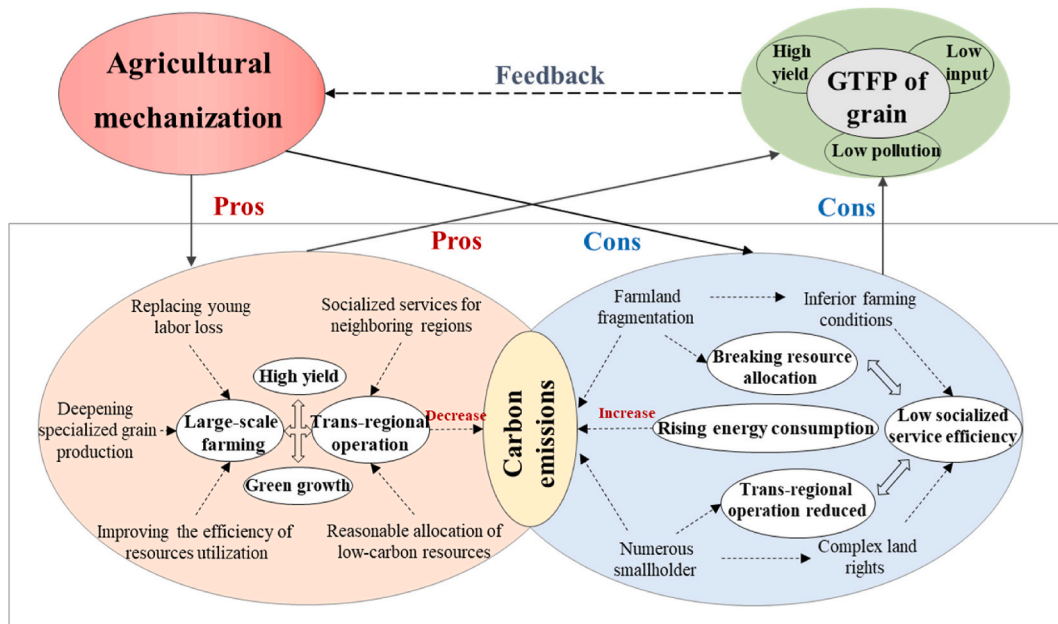 Agricultural
mechanization
Feedback
High
yield
Low
input
GTFP of
grain
Low pollution
Pros
Pros
Cons
Cons
Replacing young
labor loss
Socialized services for
neighboring regions
High yield
Deepening
specialized grain
production
Large-scale
farming
Trans-regional
operation
Decrease
Green growth
Improving the efficiency of
resources utilization
Reasonable allocation of
low-carbon resources
Carbon
emissions
Farmland
fragmentation
Inferior farming
conditions
Breaking resource
allocation
Increase
Rising energy consumption
Low socialized
service efficiency
Trans-regional
operation reduced
Numerous
smallholder
Complex land
rights